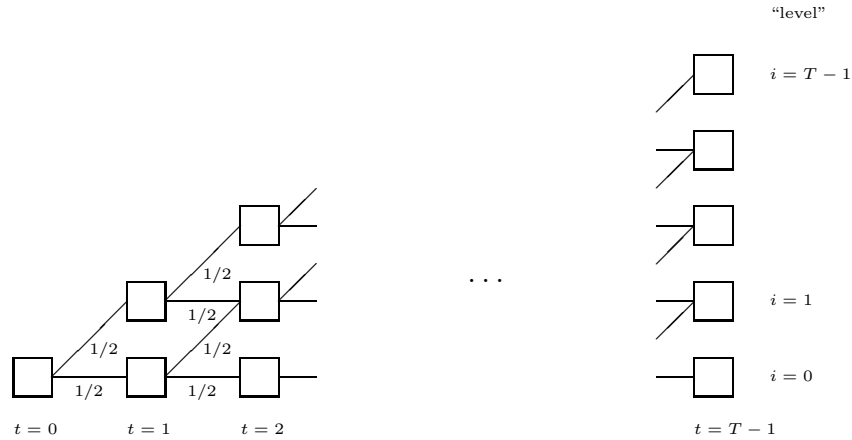 “level”
i = T − 1
1/2
1/2
. . .
i = 1
1/2
1/2
1/2
1/2
i = 0
t = 0
t = 1
t = 2
t = T − 1